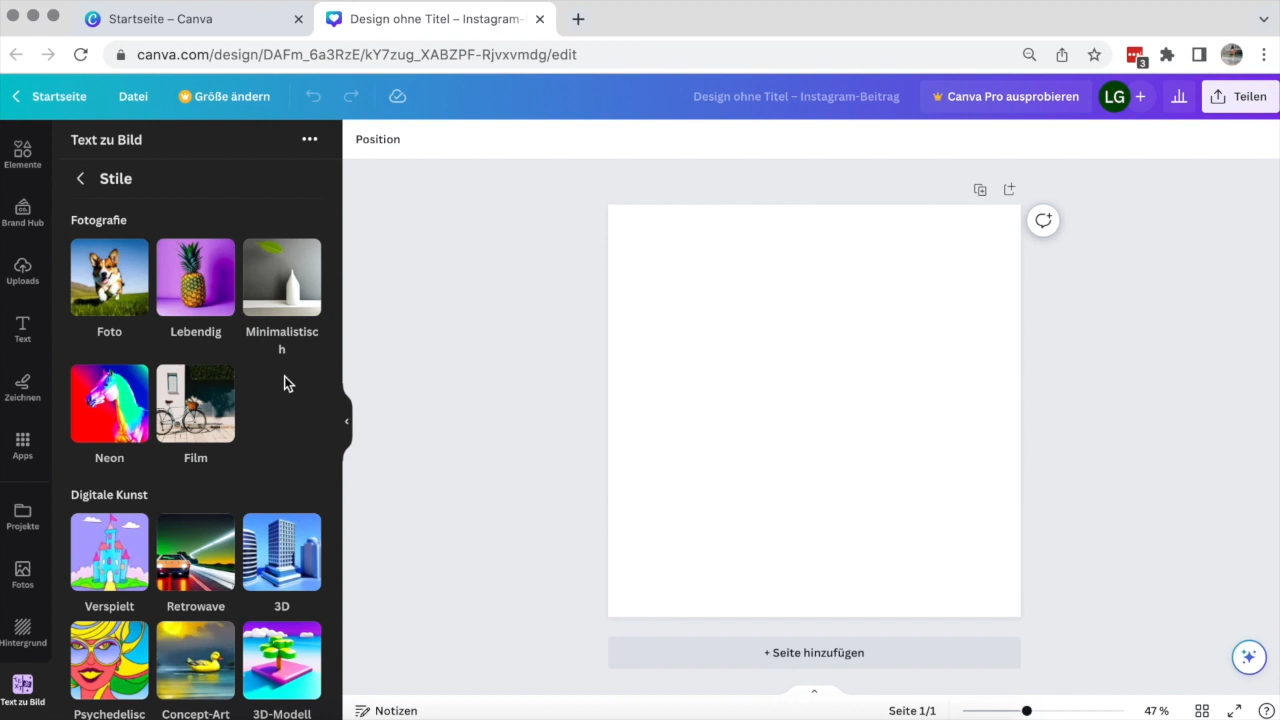 Startseite – Canva
Design ohne Titel – Instagram-
canva.com/design/DAFm_6a3RzE/kY7zug_XABZPF-Rjvxvmdg/edit
3
Startseite
Datei
Größe ändern
Design ohne Titel – Instagram-Beitrag
Canva Pro ausprobieren
LG
Teilen
Elemente
Brand Hub
Uploads
Text
Zeichnen
Apps
Projekte
Fotos
Hintergrund
Text zu Bild
Text zu Bild
Stile
Fotografie
Foto
Lebendig
Minimalistisc
h
Neon
Film
Digitale Kunst
Verspielt
Retrowave
3D
Psychedelisc
Concept-Art
3D-Modell
Position
+ Seite hinzufügen
Notizen
Seite 1/1
47 %